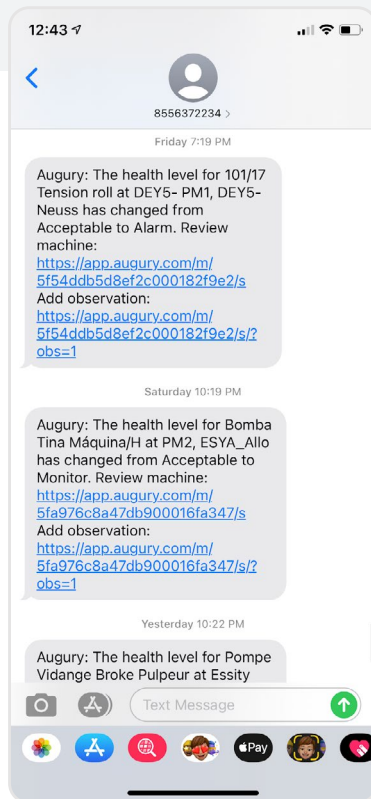 12:43
8556372234 >
Friday 7:19 PM
Augury: The health level for 101/17
Tension roll at DEY5- PM1, DEY5-
Neuss has changed from
Acceptable to Alarm. Review
machine:
https://app.augury.com/m/
5f54ddb5d8ef2c000182f9e2/s
Add observation:
https://app.augury.com/m/
5f54ddb5d8ef2c000182f9e2/s/?
obs=1
Saturday 10:19 PM
Augury: The health level for Bomba
Tina Máquina/H at PM2, ESYA_Allo
has changed from Acceptable to
Monitor. Review machine:
https://app.augury.com/m/
5fa976c8a47db900016fa347/s
Add observation:
https://app.augury.com/m/
5fa976c8a47db900016fa347/s/?
obs=1
Yesterday 10:22 PM
Augury: The health level for Pompe
Vidange Broke Pulpeur at Essity
Text Message
Pay